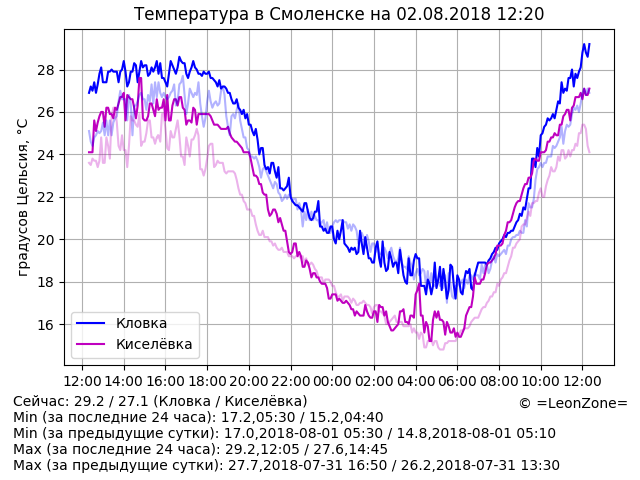 Температура в Смоленске на 02.08.2018 12:20
градусов Цельсия, °C
28
26
24
22
20
18
16
Кловка
Киселёвка
12:00 14:00 16:00 18:00 20:00 22:00 00:00 02:00 04:00 06:00 08:00 10:00 12:00
Сейчас: 29.2 / 27.1 (Кловка / Киселёвка)
© =LeonZone=
Min (за последние 24 часа): 17.2,05:30 / 15.2,04:40
Min (за предыдущие сутки): 17.0,2018-08-01 05:30 / 14.8,2018-08-01 05:10
Max (за последние 24 часа): 29.2,12:05 / 27.6,14:45
Max (за предыдущие сутки): 27.7,2018-07-31 16:50 / 26.2,2018-07-31 13:30